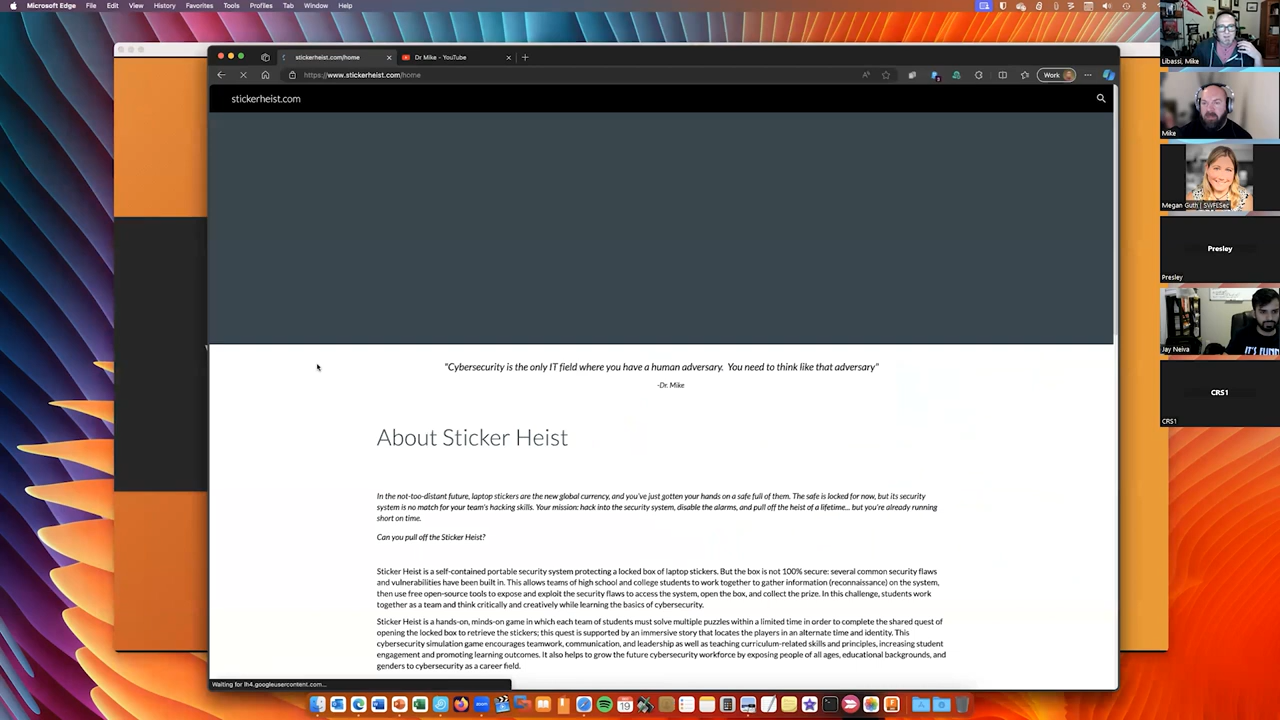 Microsoft Edge File Edit View History Favorites Tools Profiles Tab Window Help
stickerheist.com/home
Dr Mike - YouTube
https://www.stickerheist.com/home
Work
stickerheist.com
"Cybersecurity is the only IT field where you have a human adversary. You need to think like that adversary"
-Dr. Mike
About Sticker Heist
In the not-too-distant future, laptop stickers are the new global currency, and you've just gotten your hands on a safe full of them. The safe is locked for now, but its security
system is no match for your team's hacking skills. Your mission: hack into the security system, disable the alarms, and pull off the heist of a lifetime... but you're already running
short on time.
Can you pull off the Sticker Heist?
Sticker Heist is a self-contained portable security system protecting a locked box of laptop stickers. But the box is not 100% secure: several common security flaws
and vulnerabilities have been built in. This allows teams of high school and college students to work together to gather information (reconnaissance) on the system,
then use free open-source tools to expose and exploit the security flaws to access the system, open the box, and collect the prize. In this challenge, students work
together as a team and think critically and creatively while learning the basics of cybersecurity.
Sticker Heist is a hands-on, minds-on game in which each team of students must solve multiple puzzles within a limited time in order to complete the shared quest of
opening the locked box to retrieve the stickers; this quest is supported by an immersive story that locates the players in an alternate time and identity. This
cybersecurity simulation game encourages teamwork, communication, and leadership as well as teaching curriculum-related skills and principles, increasing student
engagement and promoting learning outcomes. It also helps to grow the future cybersecurity workforce by exposing people of all ages, educational backgrounds, and
genders to cybersecurity as a career field.
Waiting for lh4.googleusercontent.com...
Libassi, Mike
Mike
Megan Guth | SWFLSec
Presley
Presley
Jay Neiva
CRS1
CRS1
19